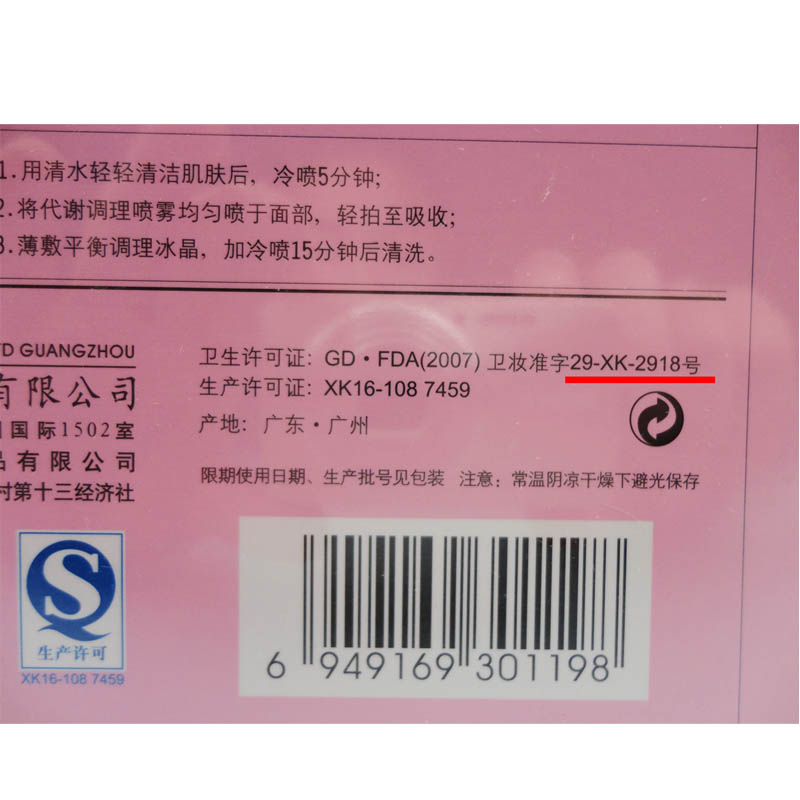 1.用清水轻轻清洁肌肤后，冷喷5分钟;
2.将代谢调理喷雾均匀喷于面部，轻拍至吸收;
3.薄敷平衡调理冰晶，加冷喷15分钟后清洗。
TD GUANGZHOU
有限公司
国际1502室
品有限公司
村第十三经济社
卫生许可证：GD·FDA(2007) 卫妆准字29-XK-2918号
生产许可证：XK16-108 7459
产地：广东·广州
限期使用日期、生产批号见包装 注意：常温阴凉干燥下避光保存
生产许可
XK16-108 7459
6 949169 301198